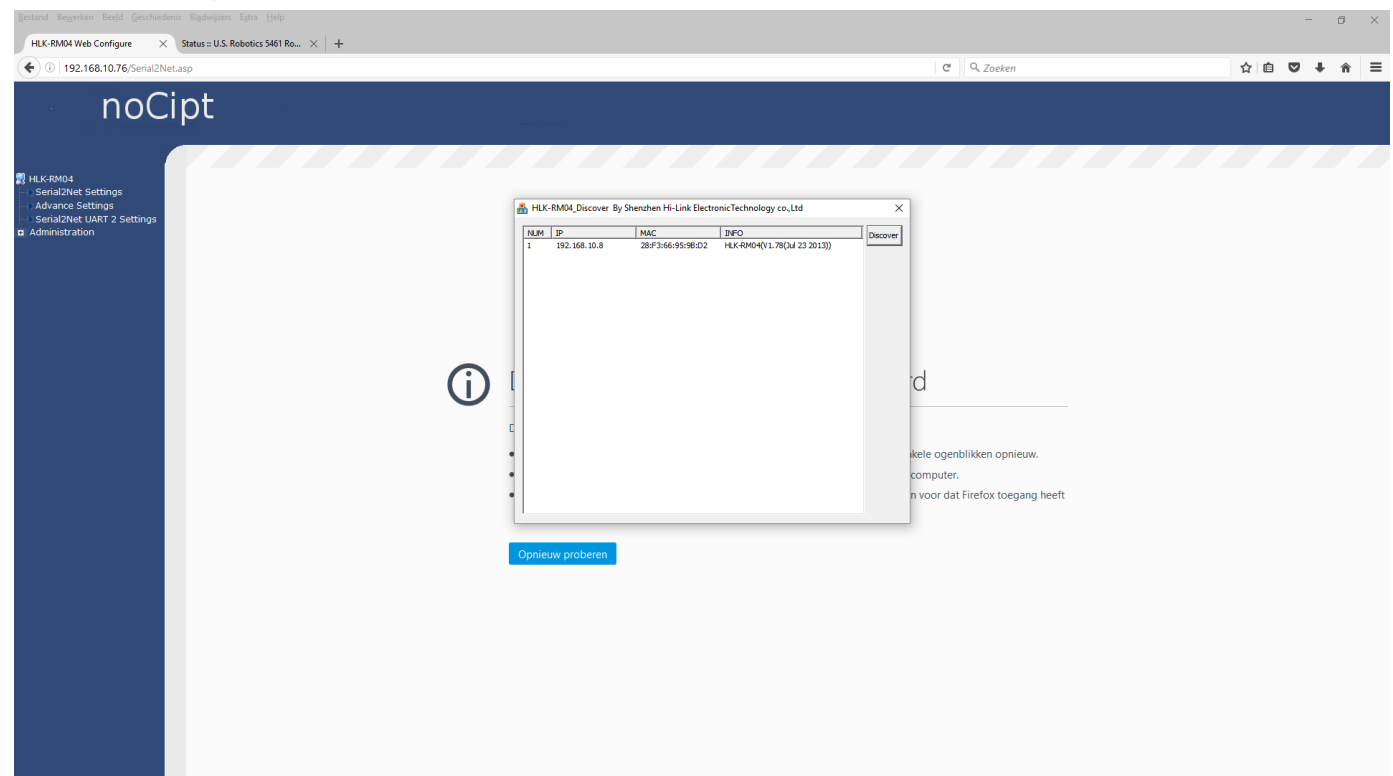 Bestand Bewerken Beeld Geschiedenis Bladwijzers Extra Help
HLK-RM04 Web Configure
Status :: U.S. Robotics 5461 Ro...
192.168.10.76/Serial2Net.asp
Zoeken
noCipt
HLK-RM04
Serial2Net Settings
Advance Settings
Serial2Net UART 2 Settings
Administration
HLK-RM04_Discover By Shenzhen Hi-Link ElectronicTechnology co.,Ltd
NUM IP MAC INFO
Discover
1 192.168.10.8 28:F3:66:95:9B:D2 HLK-RM04(V1.78(Jul 23 2013))
rd
kele ogenblikken opnieuw.
computer.
n voor dat Firefox toegang heeft
Opnieuw proberen